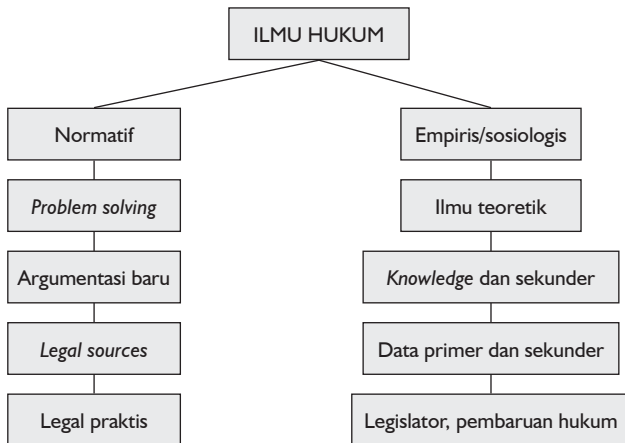 ILMU HUKUM
Normatif
Empiris/sosiologis
Problem solving
Ilmu teoretik
Argumentasi baru
Knowledge dan sekunder
Legal sources
Data primer dan sekunder
Legal praktis
Legislator, pembaruan hukum